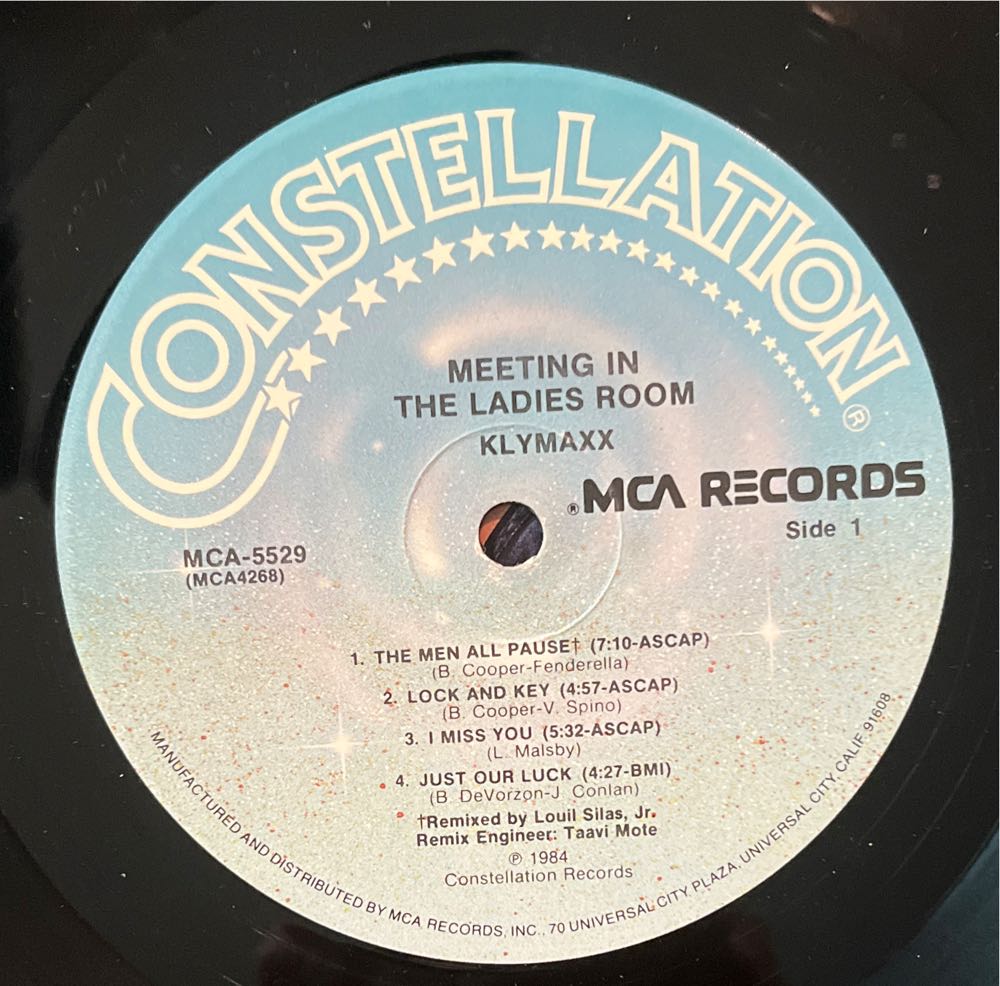 CONSTELLATION®
MEETING IN
THE LADIES ROOM
KLYMAXX
®MCA RECORDS
Side 1
MCA-5529
(MCA4268)
1. THE MEN ALL PAUSE† (7:10-ASCAP)
(B. Cooper-Fenderella)
2. LOCK AND KEY (4:57-ASCAP)
(B. Cooper-V. Spino)
3. I MISS YOU (5:32-ASCAP)
(L. Malsby)
4. JUST OUR LUCK (4:27-BMI)
(B. DeVorzon-J. Conlan)
†Remixed by Louil Silas, Jr.
Remix Engineer: Taavi Mote
℗ 1984
Constellation Records
MANUFACTURED AND DISTRIBUTED BY MCA RECORDS, INC., 70 UNIVERSAL CITY PLAZA, UNIVERSAL CITY, CALIF. 91608